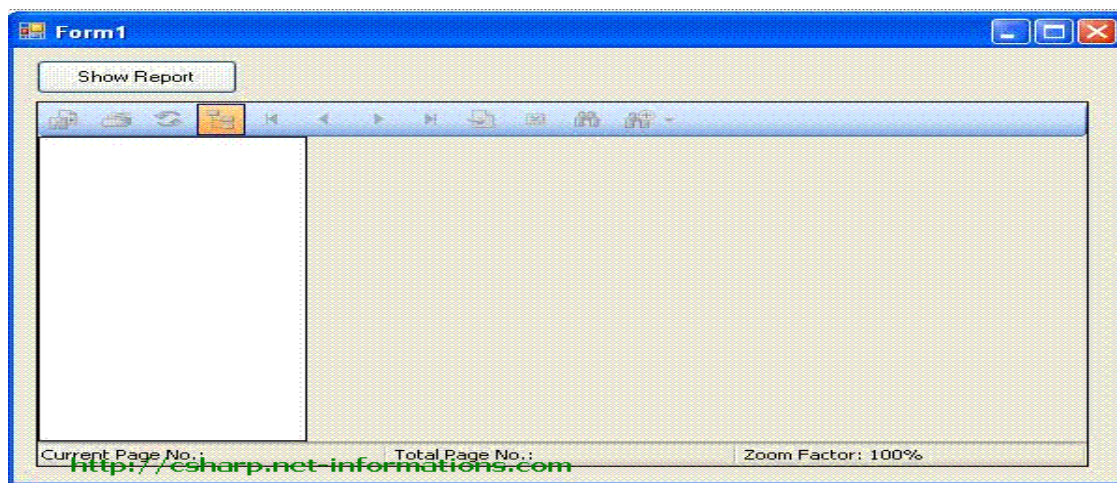 Form1
Show Report
Current Page No.:
Total Page No.:
Zoom Factor: 100%
http://csharp.net-informations.com